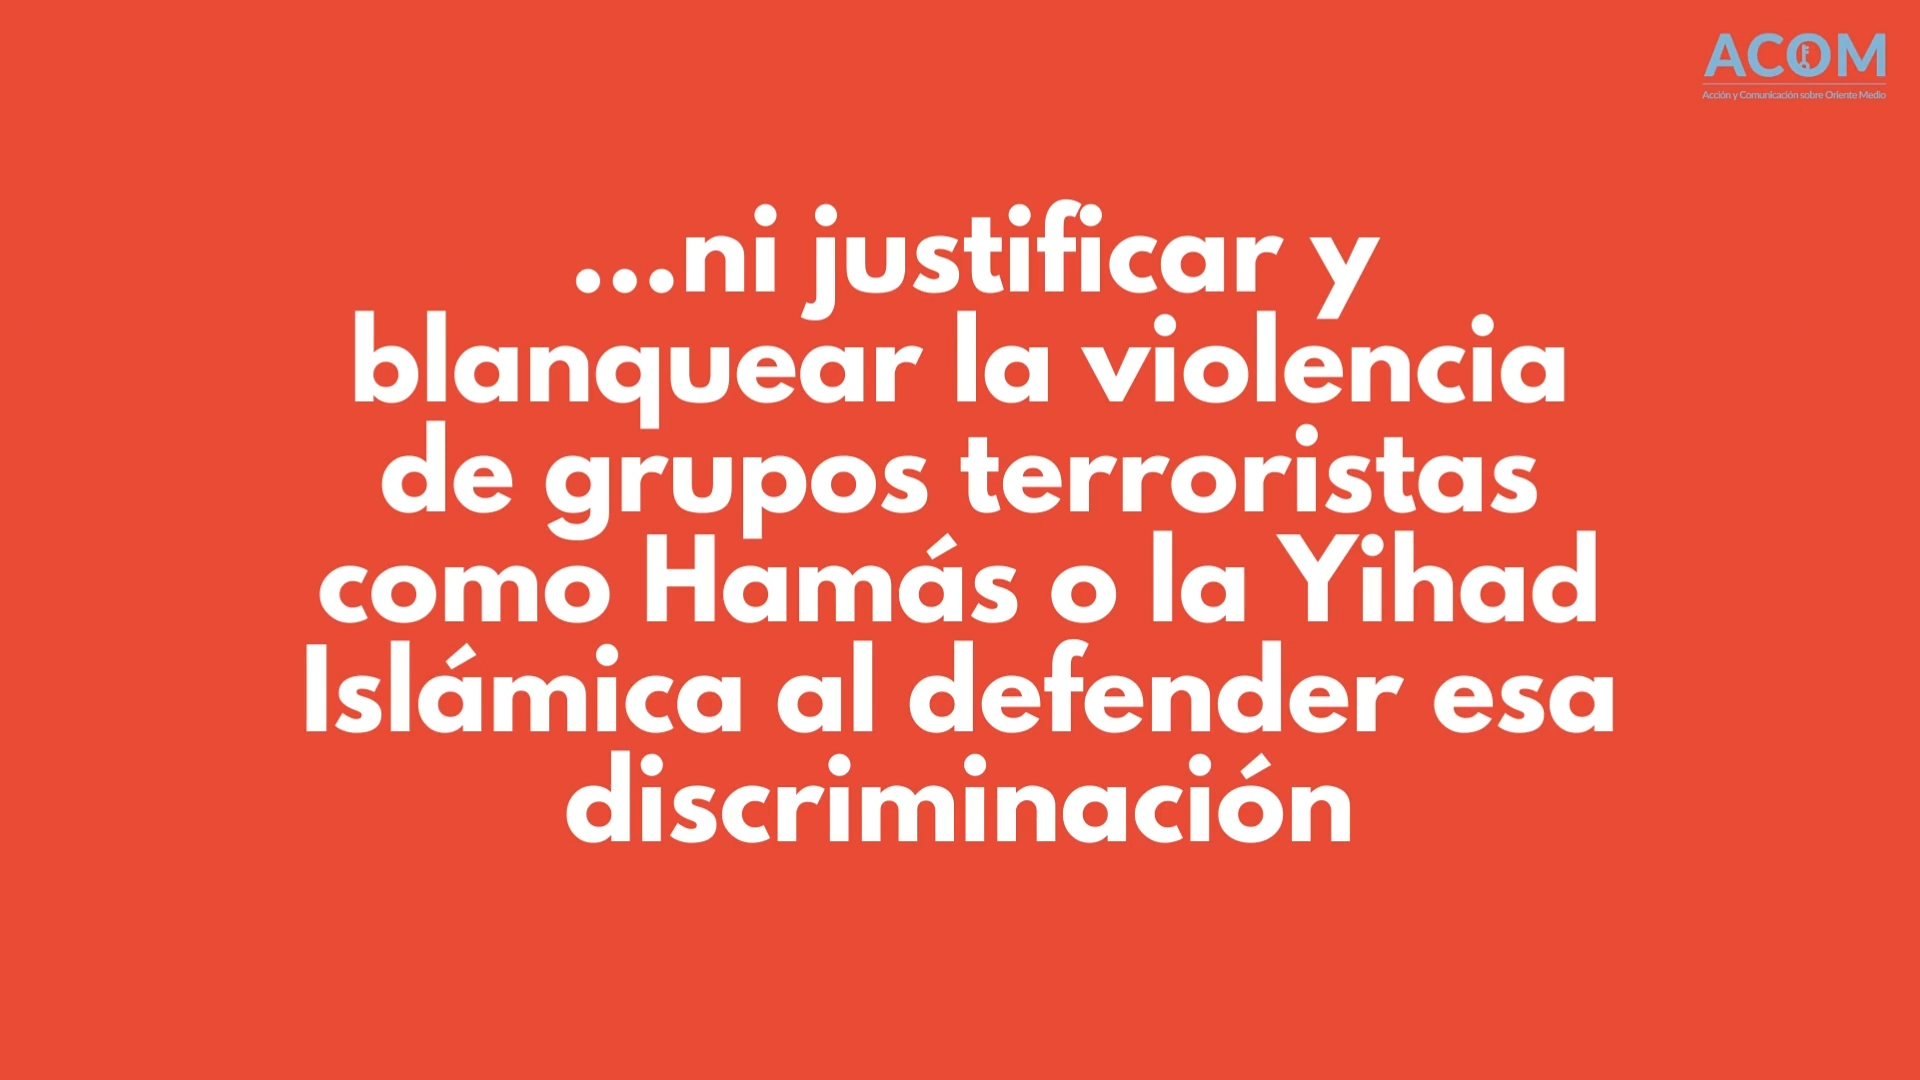 ACOM
Acción y Comunicación sobre Oriente Medio
...ni justificar y
blanquear la violencia
de grupos terroristas
como Hamás o la Yihad
Islámica al defender esa
discriminación